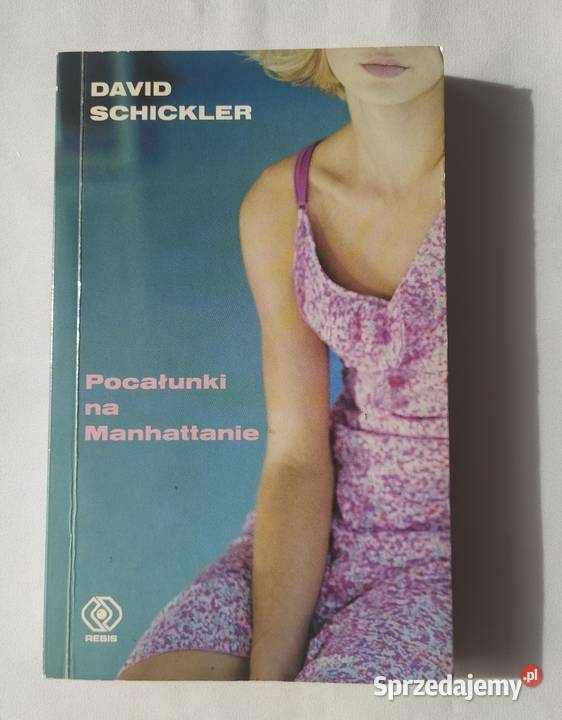 DAVID
SCHICKLER
Pocałunki
na
Manhattanie
REBIS
Sprzedajemy.pl